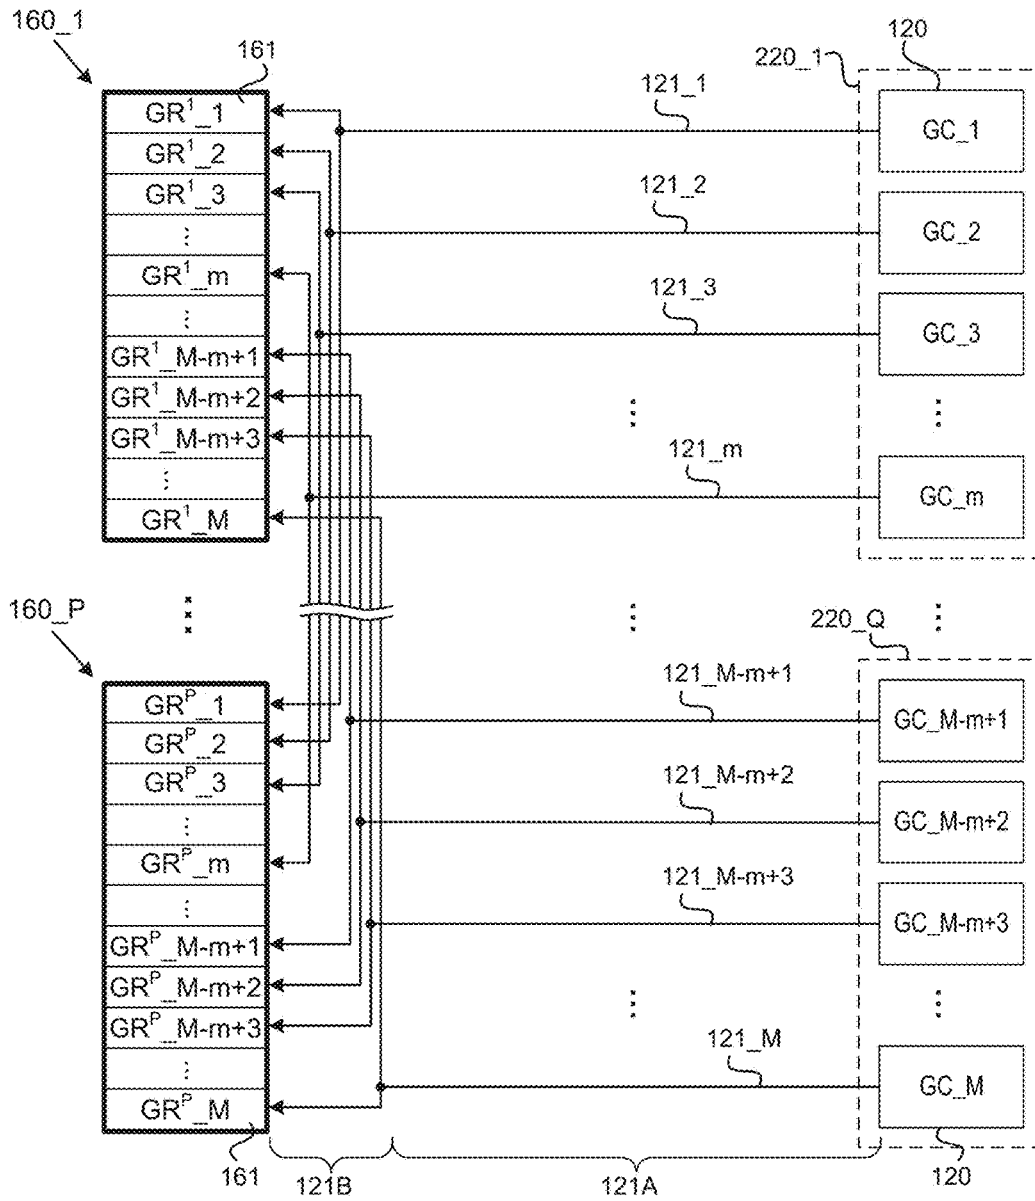 160_1
161
GR¹_1
GR¹_2
GR¹_3
⋮
GR¹_m
⋮
GR¹_M-m+1
GR¹_M-m+2
GR¹_M-m+3
⋮
GR¹_M
121_1
121_2
121_3
⋮
121_m
220_1
120
GC_1
GC_2
GC_3
⋮
GC_m
160_P
⋮
⋮
⋮
GRᴾ_1
GRᴾ_2
GRᴾ_3
⋮
GRᴾ_m
⋮
GRᴾ_M-m+1
GRᴾ_M-m+2
GRᴾ_M-m+3
⋮
GRᴾ_M
161
121_M-m+1
121_M-m+2
121_M-m+3
⋮
121_M
220_Q
GC_M-m+1
GC_M-m+2
GC_M-m+3
⋮
GC_M
120
121B
121A